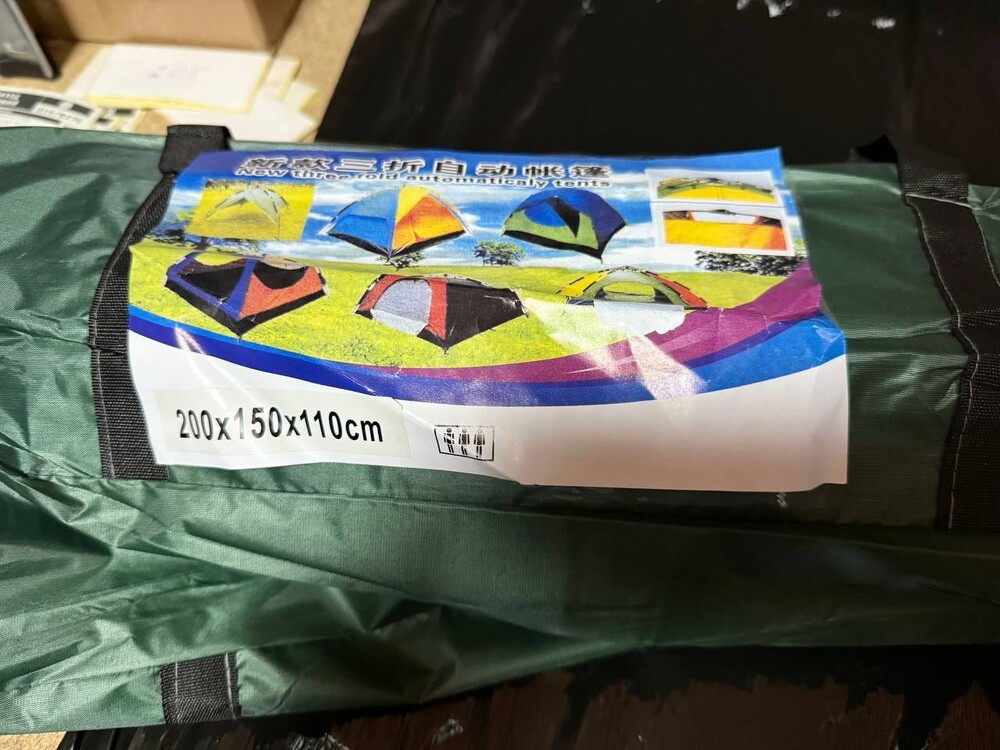 新款三折自动帐篷
New three fold automaticaly tents
200x150x110cm